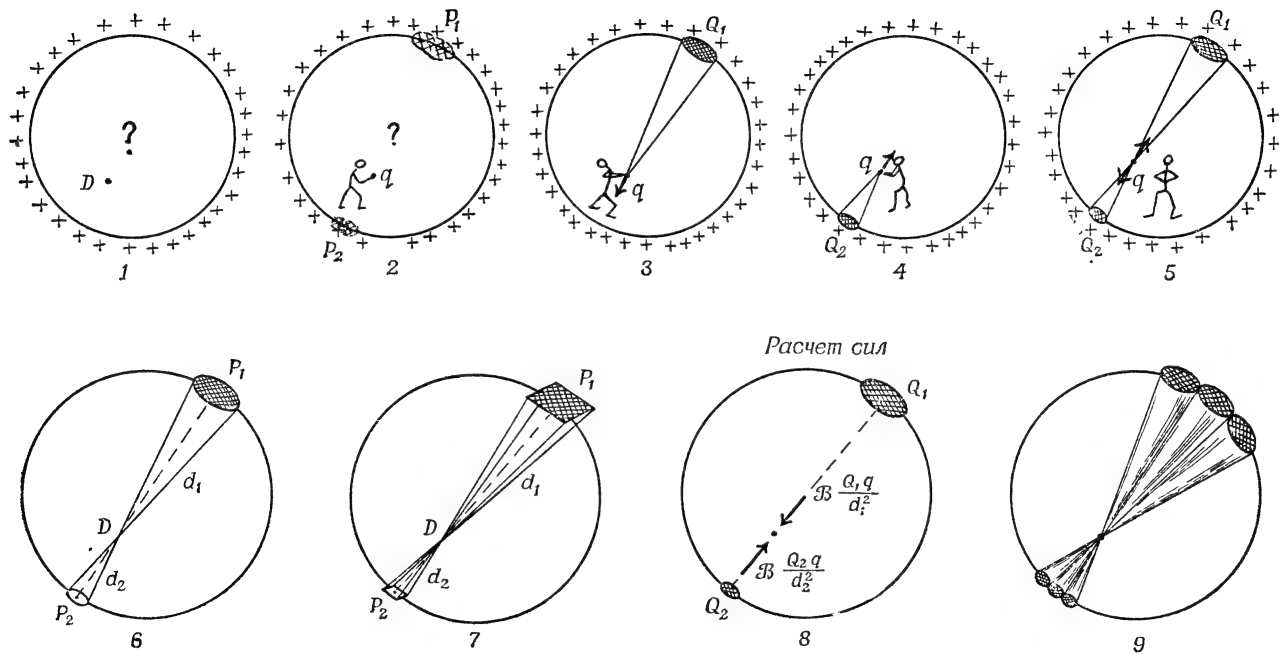 ?
D
1
P₁
?
q
P₂
2
Q₁
q
3
q
Q₂
4
Q₁
q
Q₂
5
P₁
d₁
D
d₂
P₂
6
P₁
d₁
D
d₂
P₂
7
Расчет сил
Q₁
ℬ Q₁q/d₁²
ℬ Q₂q/d₂²
Q₂
8
9